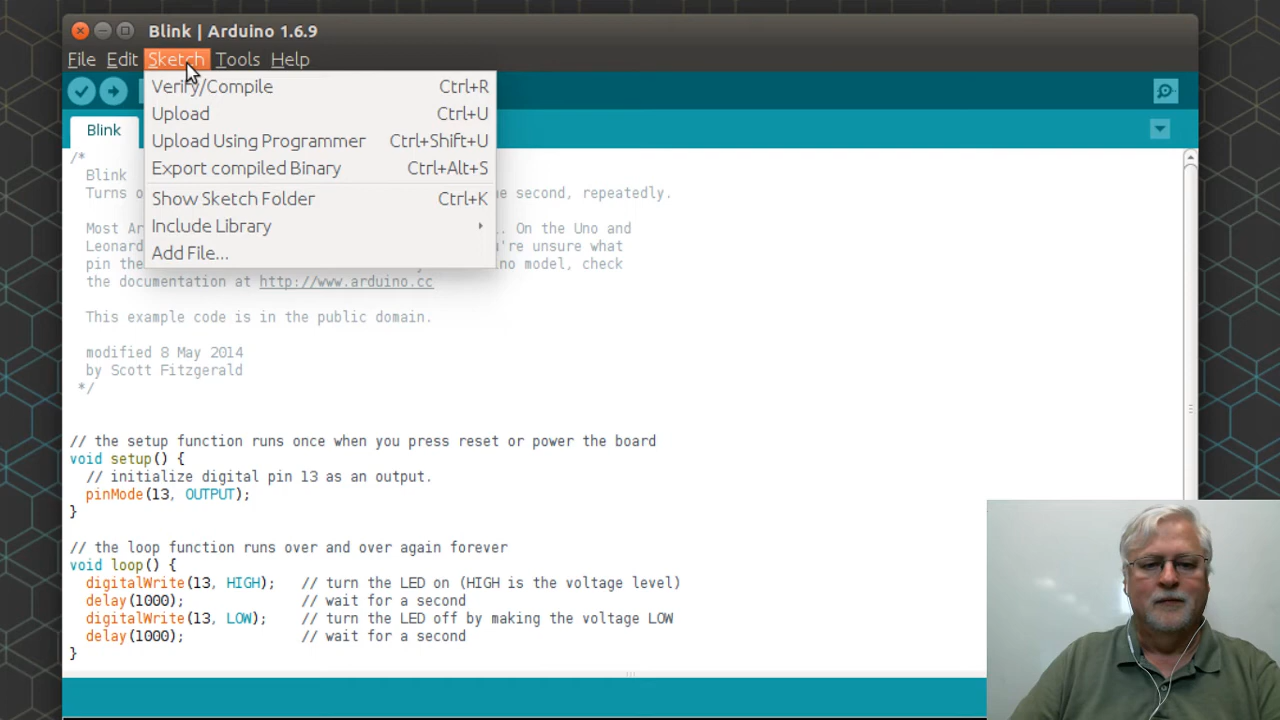 Blink | Arduino 1.6.9
File Edit Sketch Tools Help
Verify/Compile Ctrl+R
Upload Ctrl+U
Upload Using Programmer Ctrl+Shift+U
Export compiled Binary Ctrl+Alt+S
Show Sketch Folder Ctrl+K
Include Library
Add File...
Blink
/*
Blink
Turns o e second, repeatedly.
Most Ar . On the Uno and
Leonard 're unsure what
pin the no model, check
the documentation at http://www.arduino.cc
This example code is in the public domain.
modified 8 May 2014
by Scott Fitzgerald
*/
// the setup function runs once when you press reset or power the board
void setup() {
// initialize digital pin 13 as an output.
pinMode(13, OUTPUT);
}
// the loop function runs over and over again forever
void loop() {
digitalWrite(13, HIGH); // turn the LED on (HIGH is the voltage level)
delay(1000); // wait for a second
digitalWrite(13, LOW); // turn the LED off by making the voltage LOW
delay(1000); // wait for a second
}